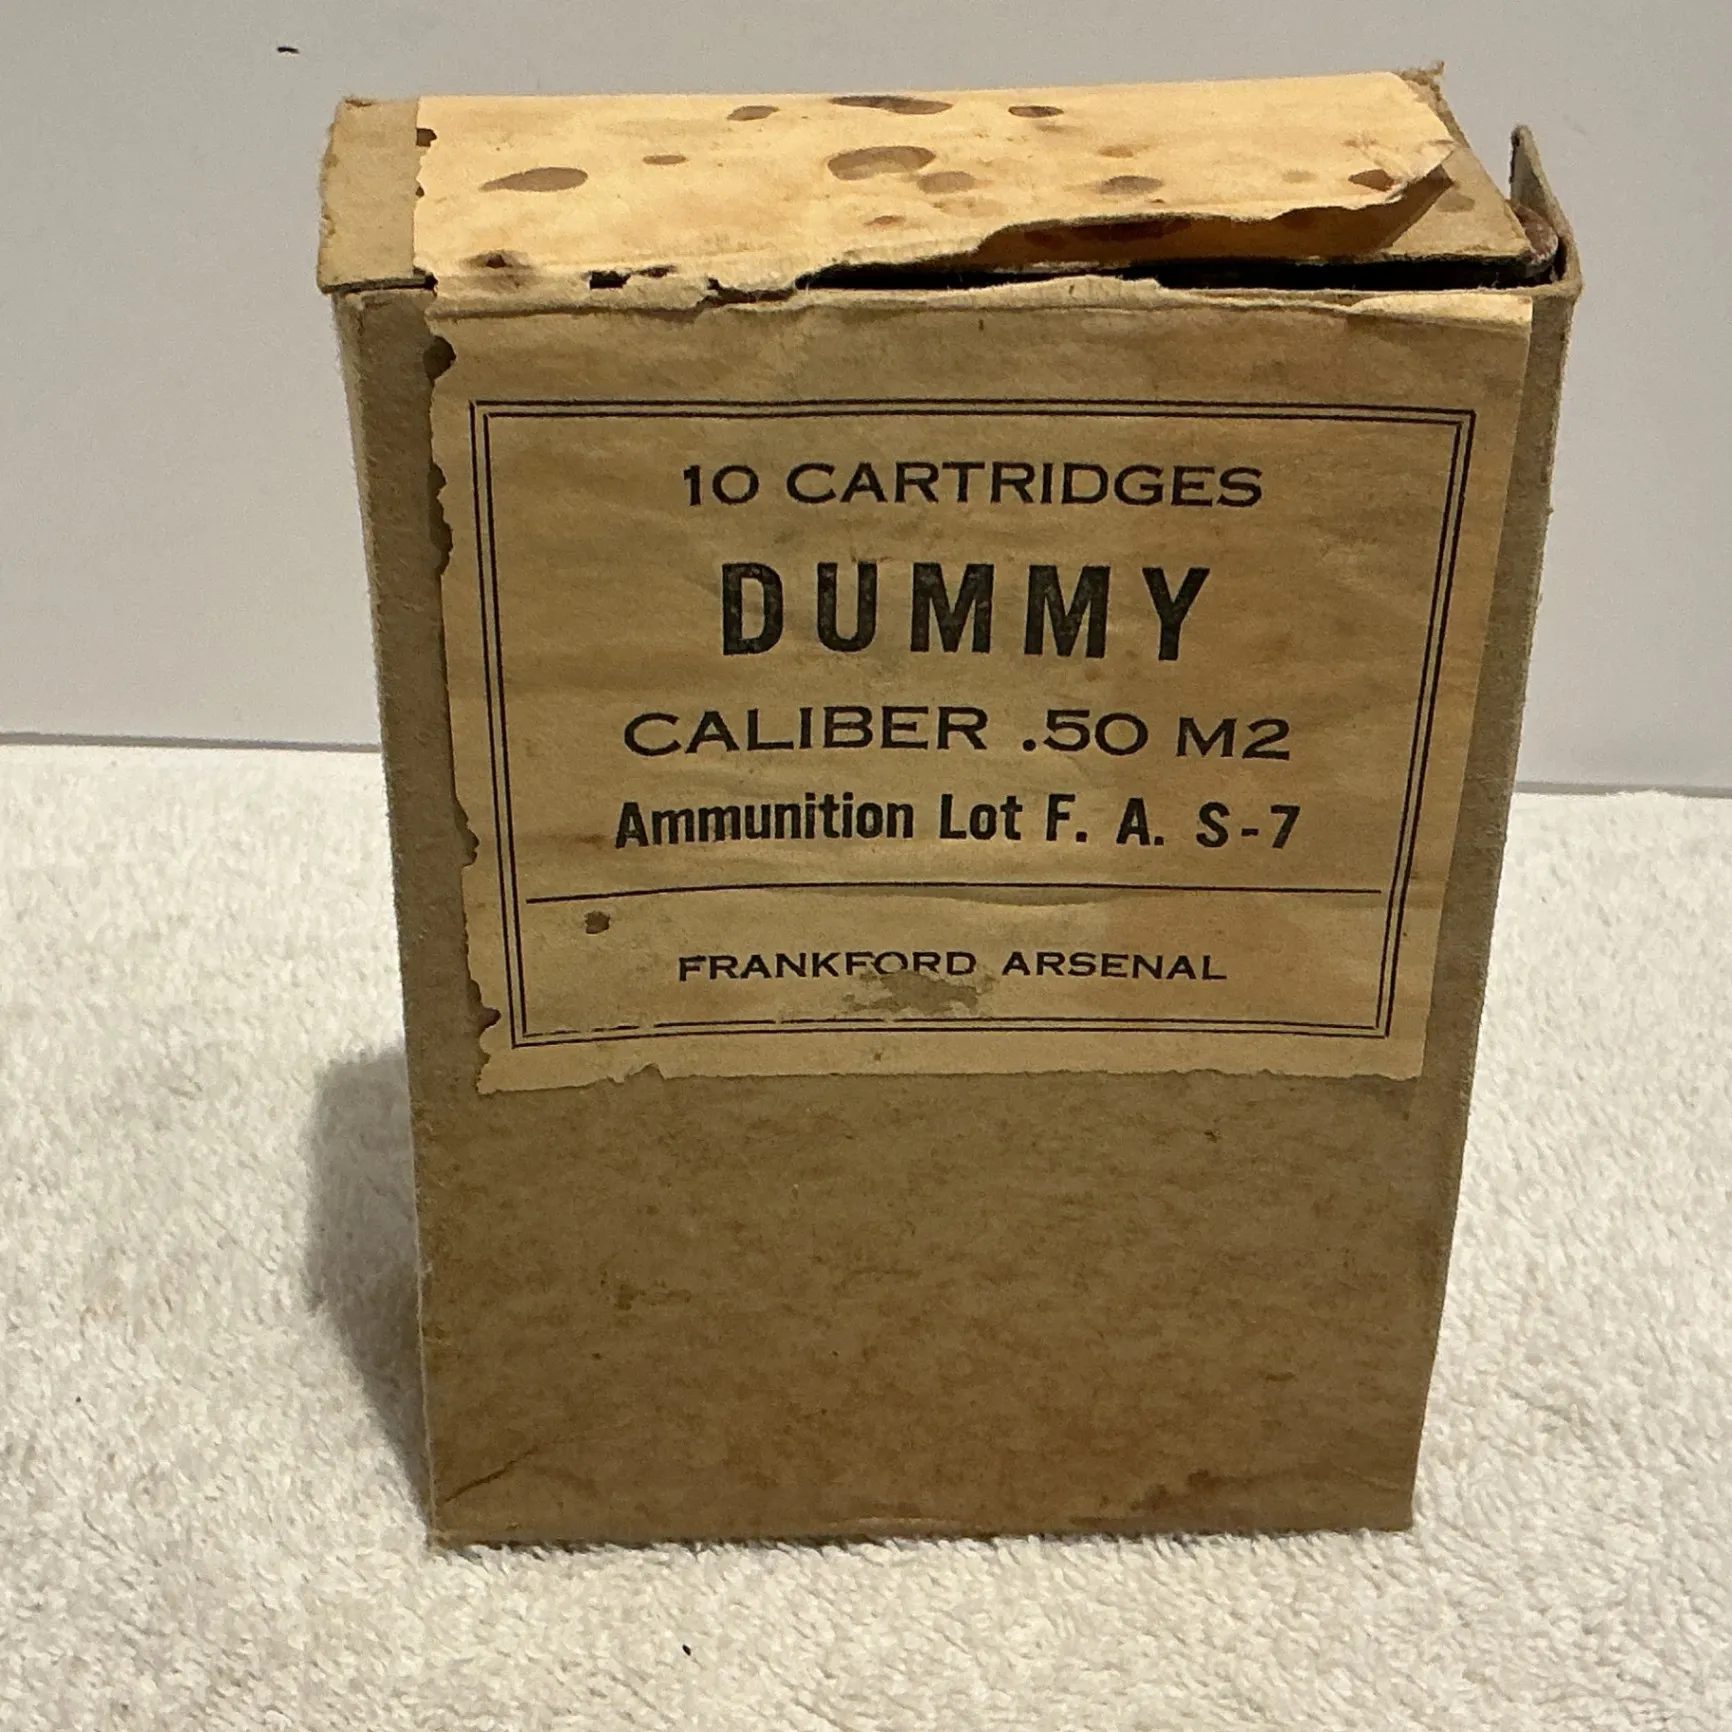 10 CARTRIDGES
DUMMY
CALIBER .50 M2
Ammunition Lot F. A. S-7
FRANKFORD ARSENAL